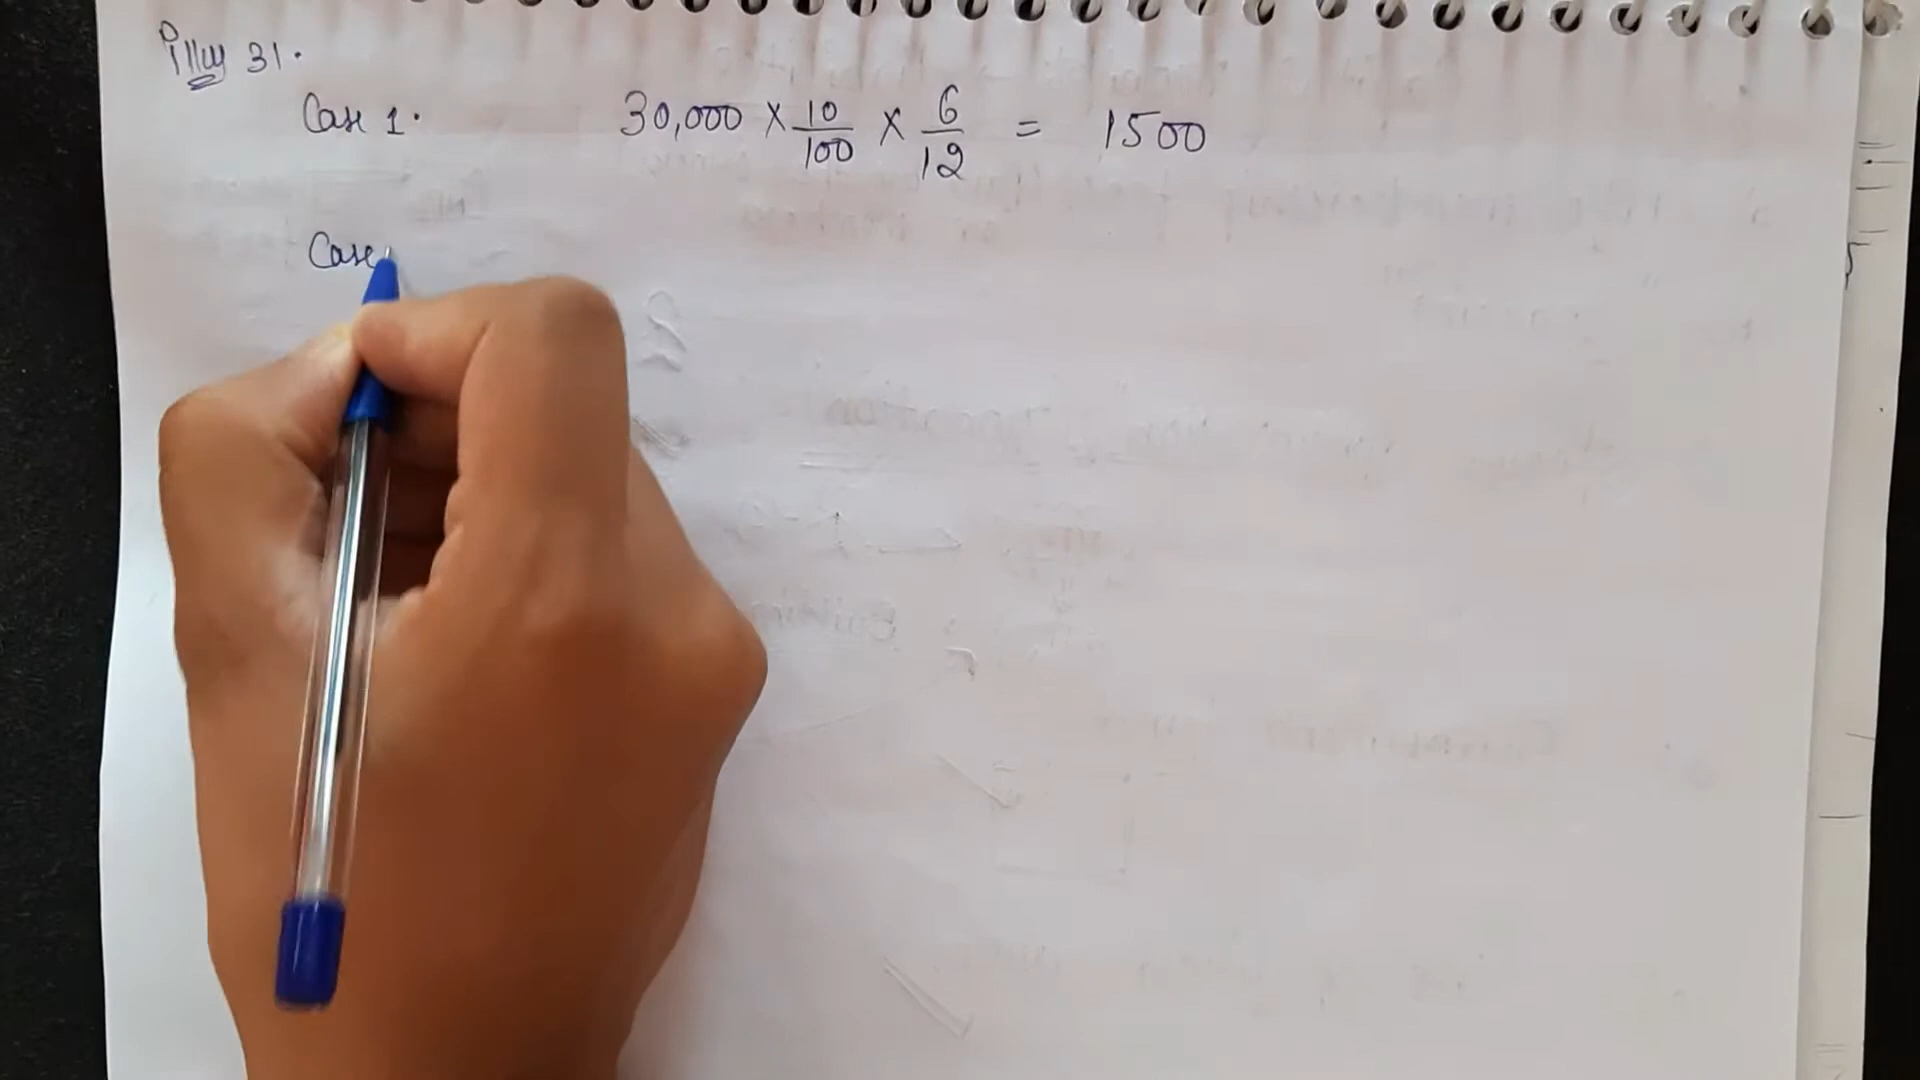 Illus 31.
Case 1. 30,000 × 10/100 × 6/12 = 1500
Case